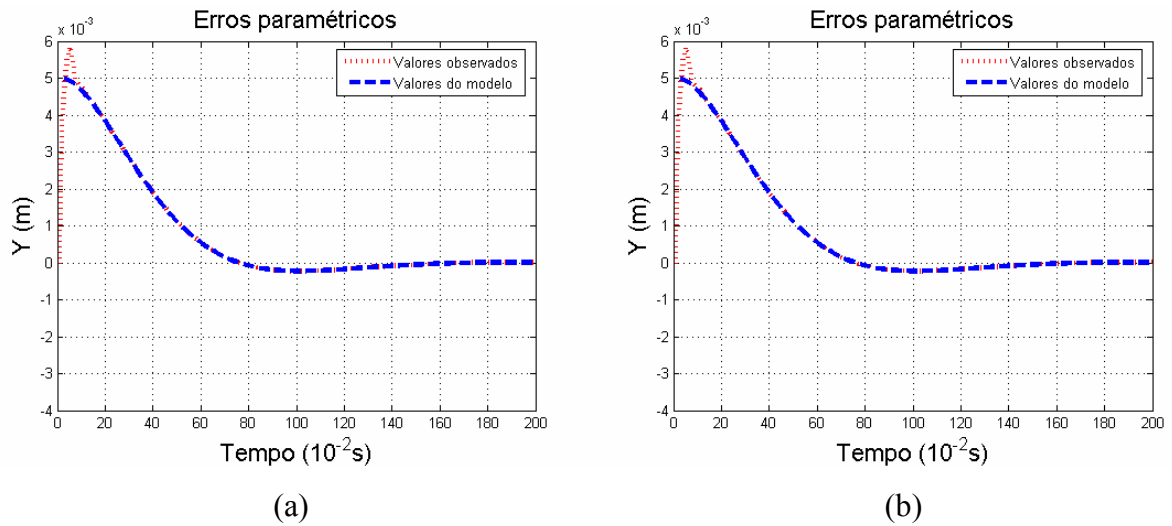 Erros paramétricos
x 10-3
6
5
4
3
2
1
0
-1
-2
-3
-4
Y (m)
Valores observados
Valores do modelo
0 20 40 60 80 100 120 140 160 180 200
Tempo (10-2s)
(a)
Erros paramétricos
x 10-3
6
5
4
3
2
1
0
-1
-2
-3
-4
Y (m)
Valores observados
Valores do modelo
0 20 40 60 80 100 120 140 160 180 200
Tempo (10-2s)
(b)